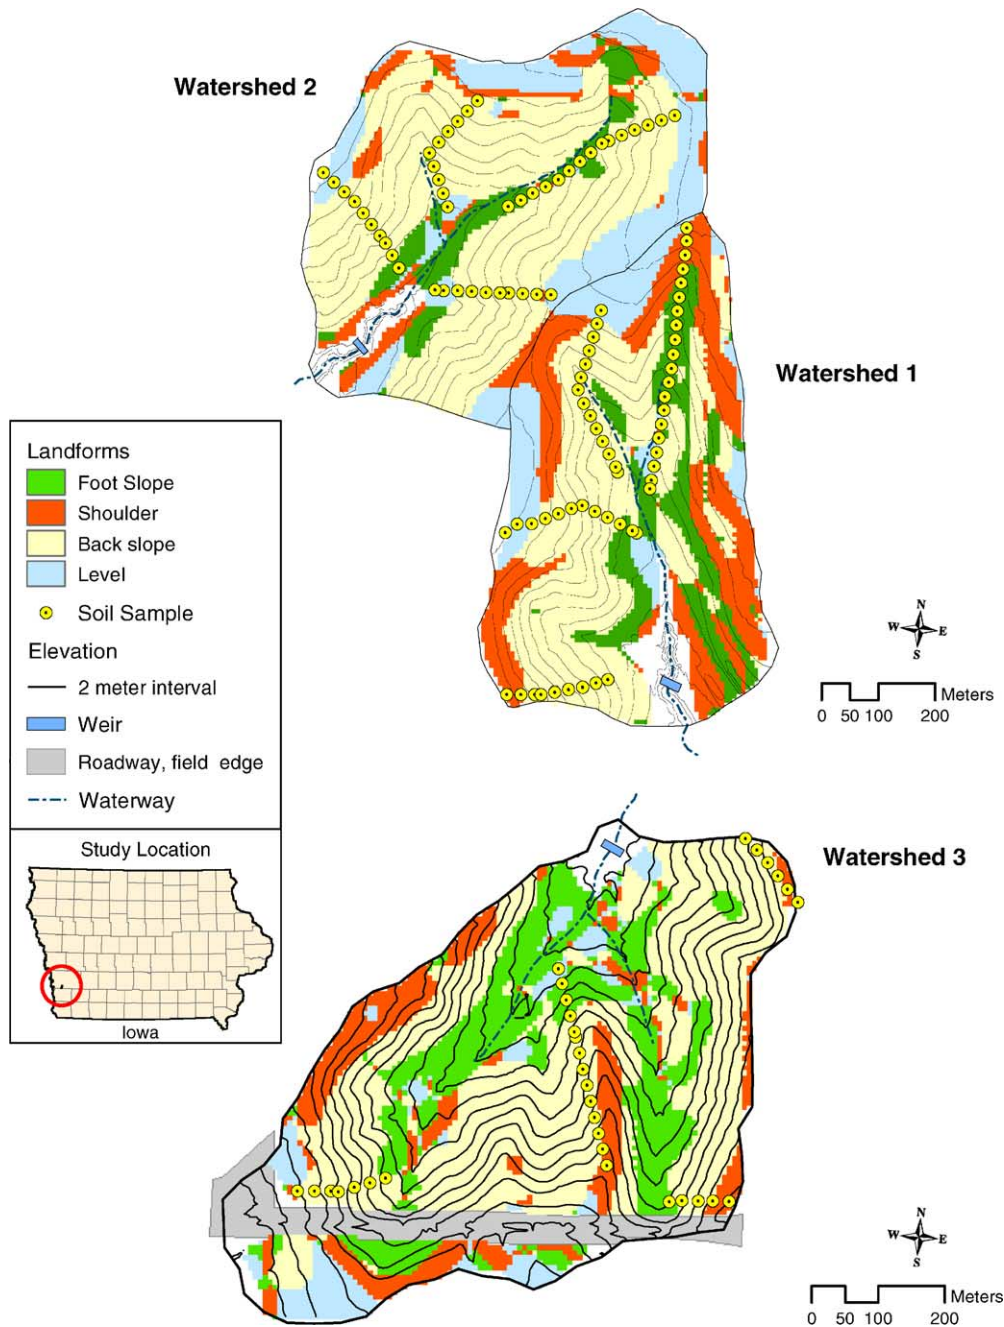 Watershed 2
Watershed 1
Landforms
Foot Slope
Shoulder
Back slope
Level
Soil Sample
Elevation
2 meter interval
Weir
Roadway, field edge
Waterway
N
W E
S
Meters
0 50 100 200
Study Location
Iowa
Watershed 3
N
W E
S
Meters
0 50 100 200